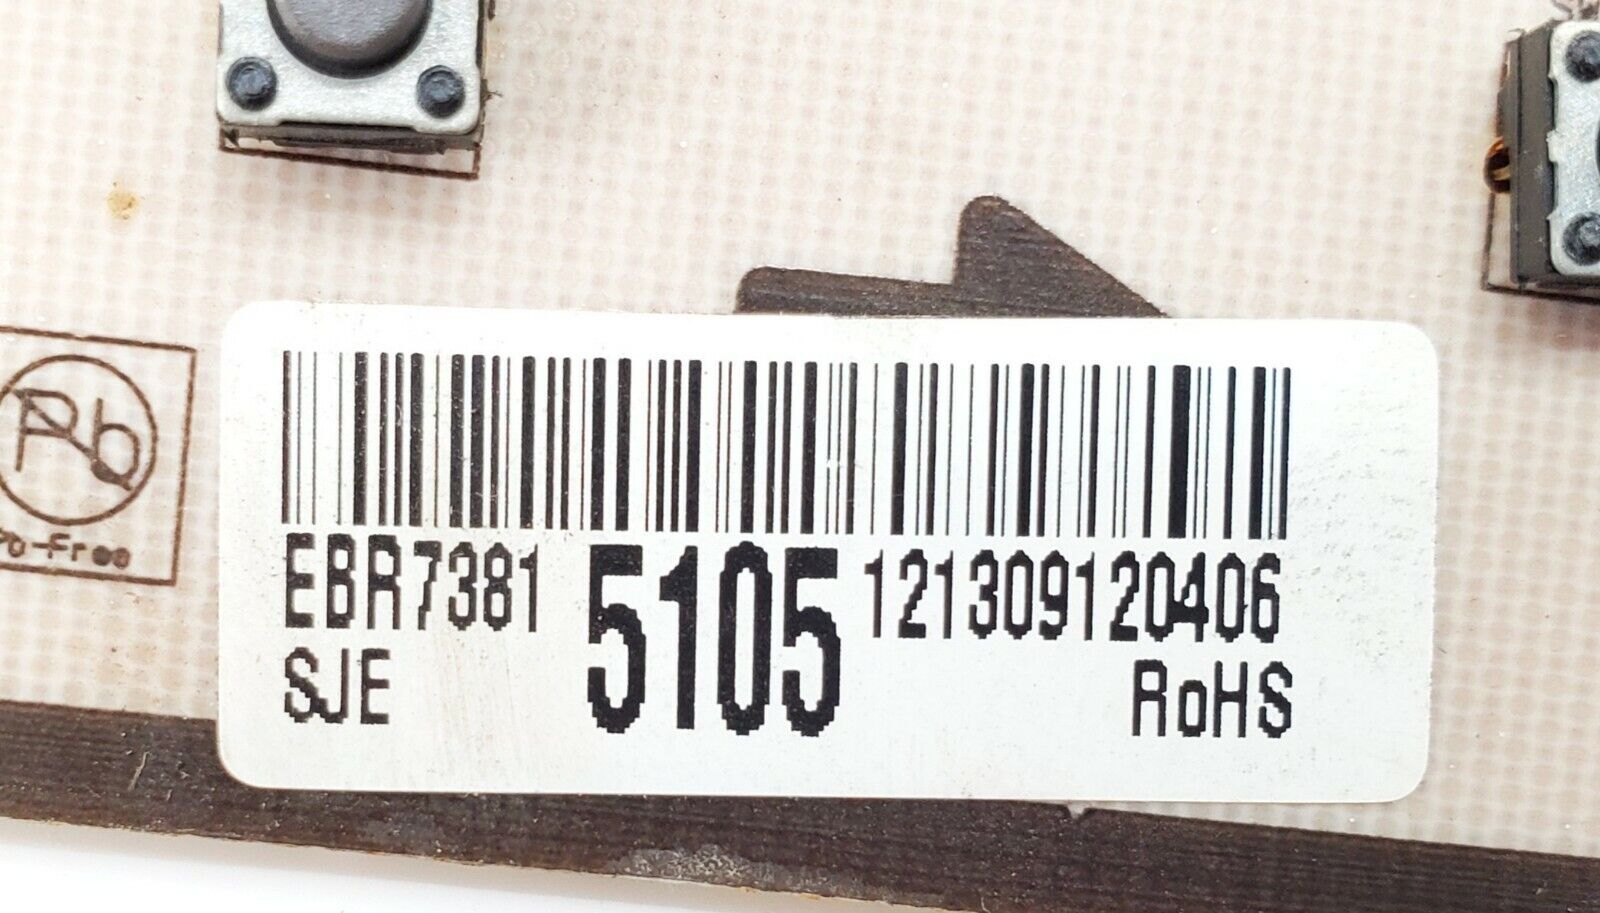 Pb
Pb-Free
EBR7381 5105 121309120406
SJE RoHS